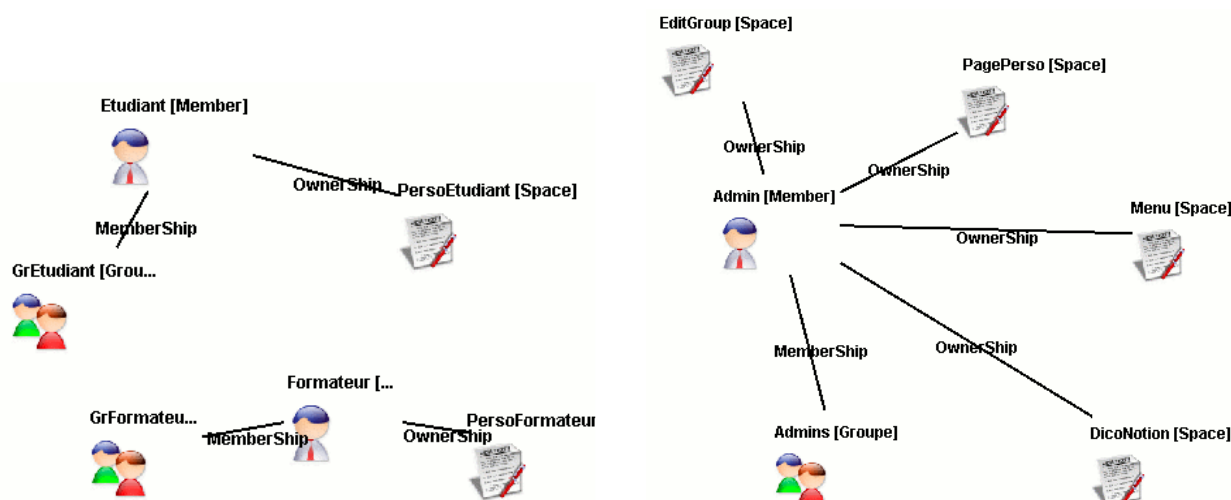 Etudiant [Member]
OwnerShip
PersoEtudiant [Space]
MemberShip
GrEtudiant [Grou...
Formateur [...
GrFormateu...
MemberShip
OwnerShip
PersoFormateur
EditGroup [Space]
PagePerso [Space]
OwnerShip
OwnerShip
Admin [Member]
Menu [Space]
OwnerShip
MemberShip
OwnerShip
Admins [Groupe]
DicoNotion [Space]